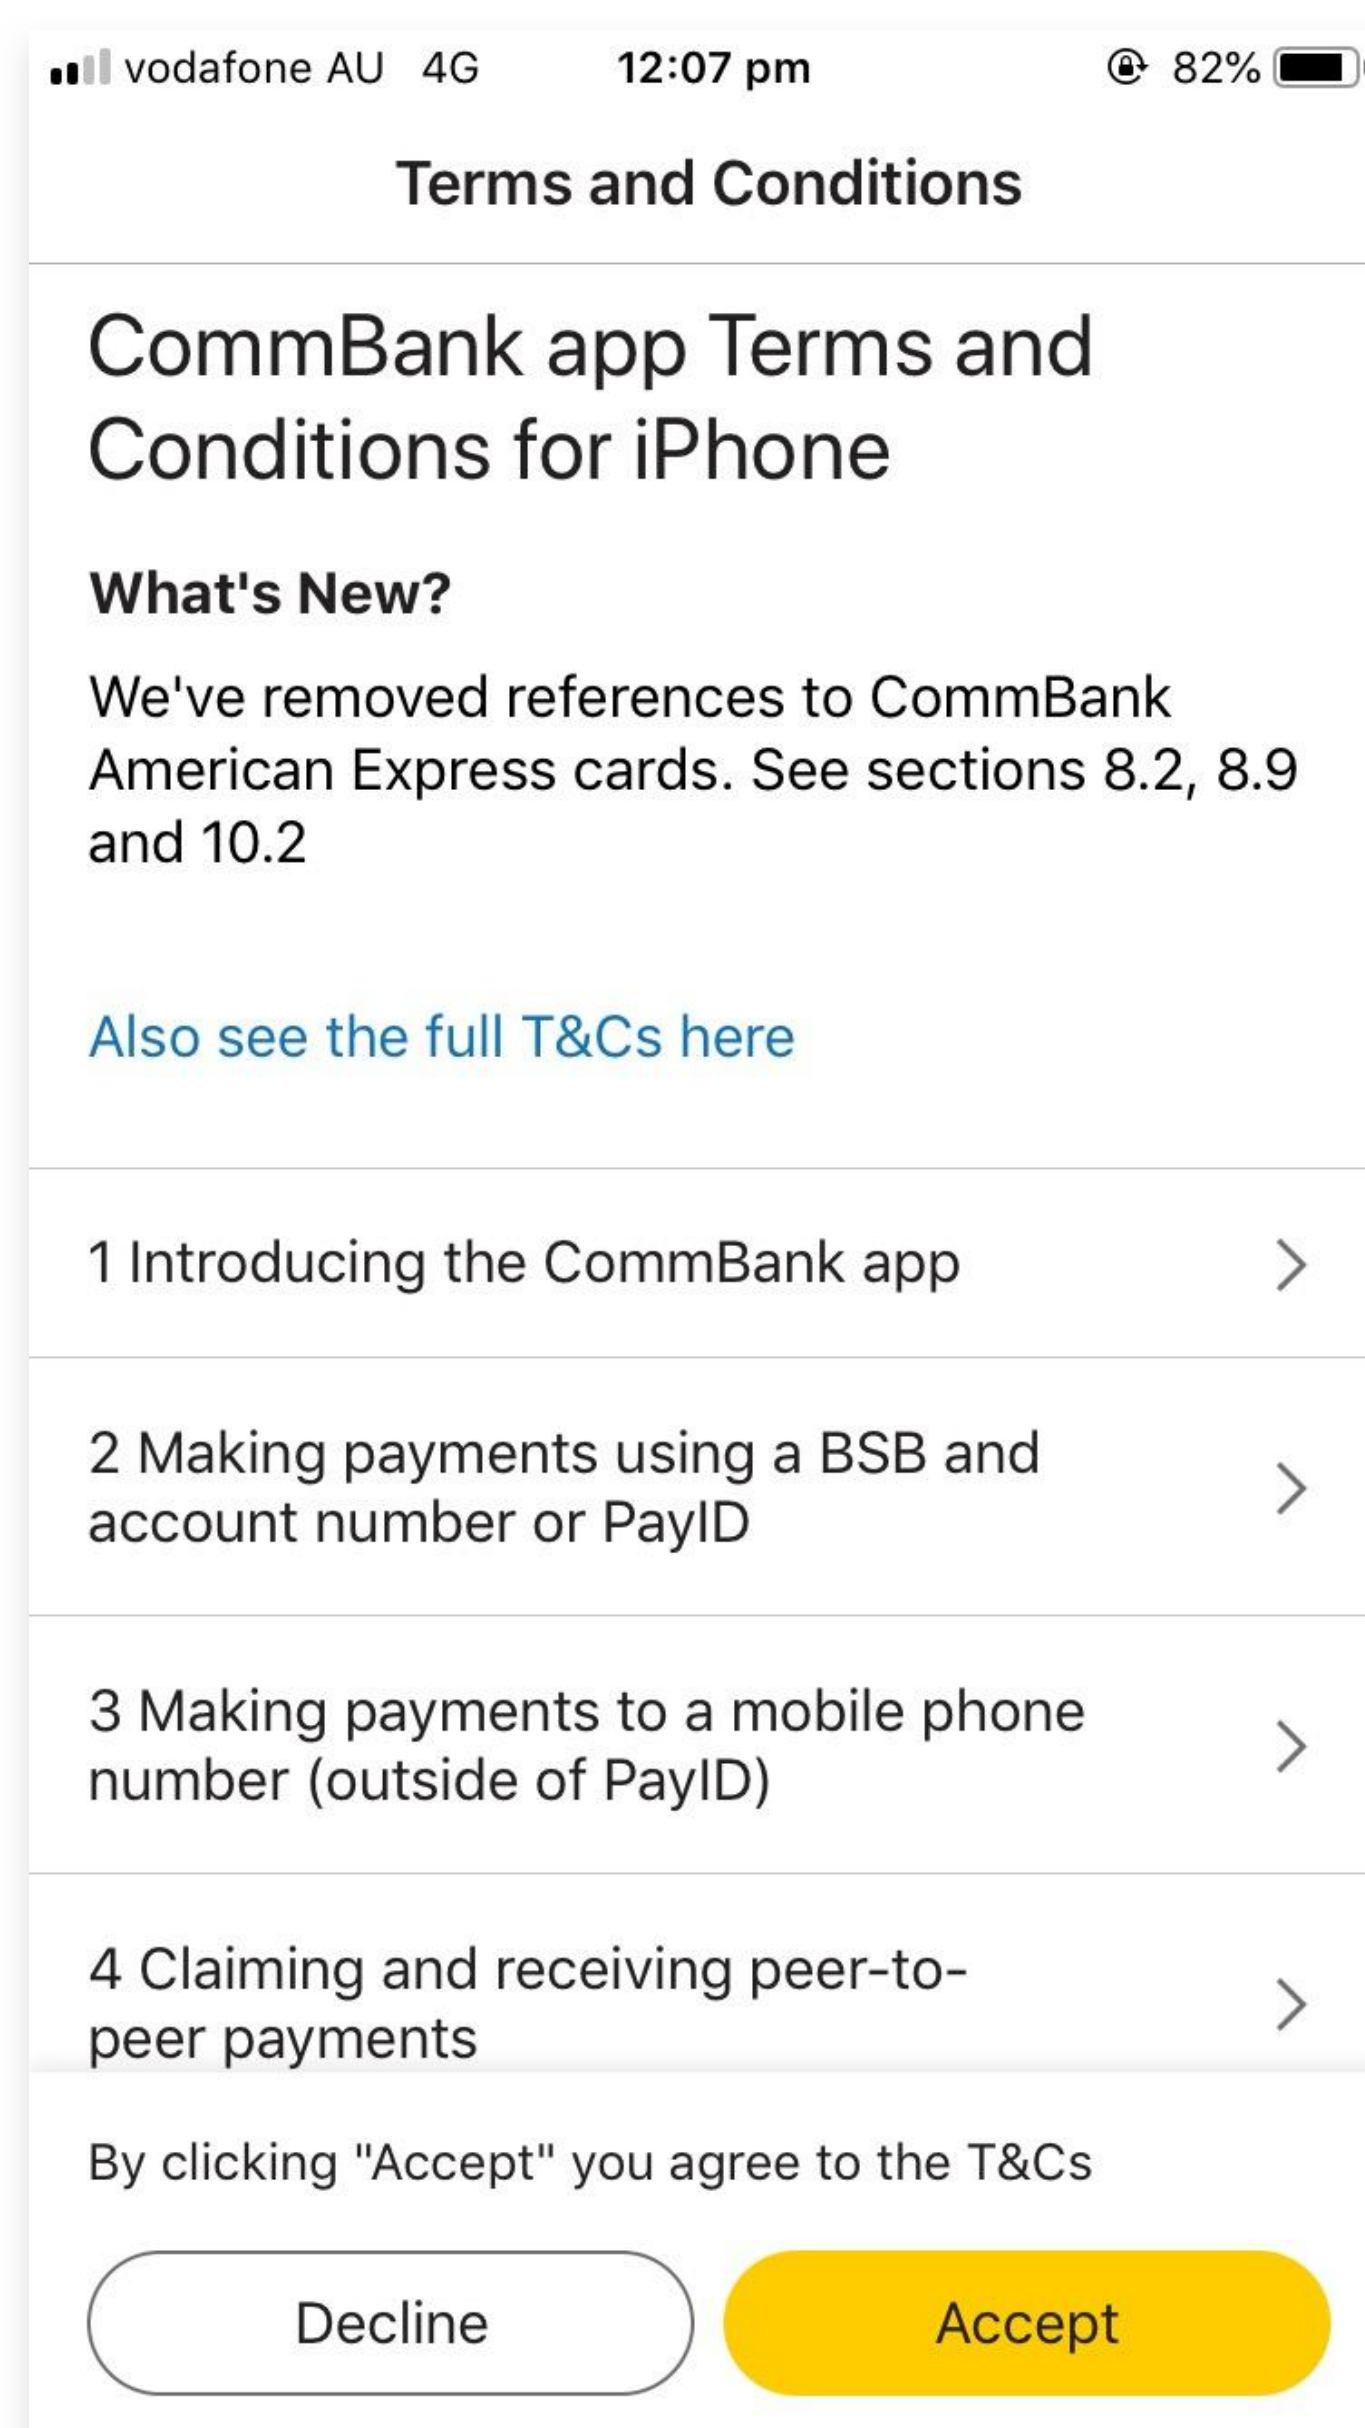 vodafone AU 4G 12:07 pm 82%
Terms and Conditions
CommBank app Terms and
Conditions for iPhone
What's New?
We've removed references to CommBank
American Express cards. See sections 8.2, 8.9
and 10.2
Also see the full T&Cs here
1 Introducing the CommBank app
2 Making payments using a BSB and
account number or PayID
3 Making payments to a mobile phone
number (outside of PayID)
4 Claiming and receiving peer-to-
peer payments
By clicking "Accept" you agree to the T&Cs
Decline Accept